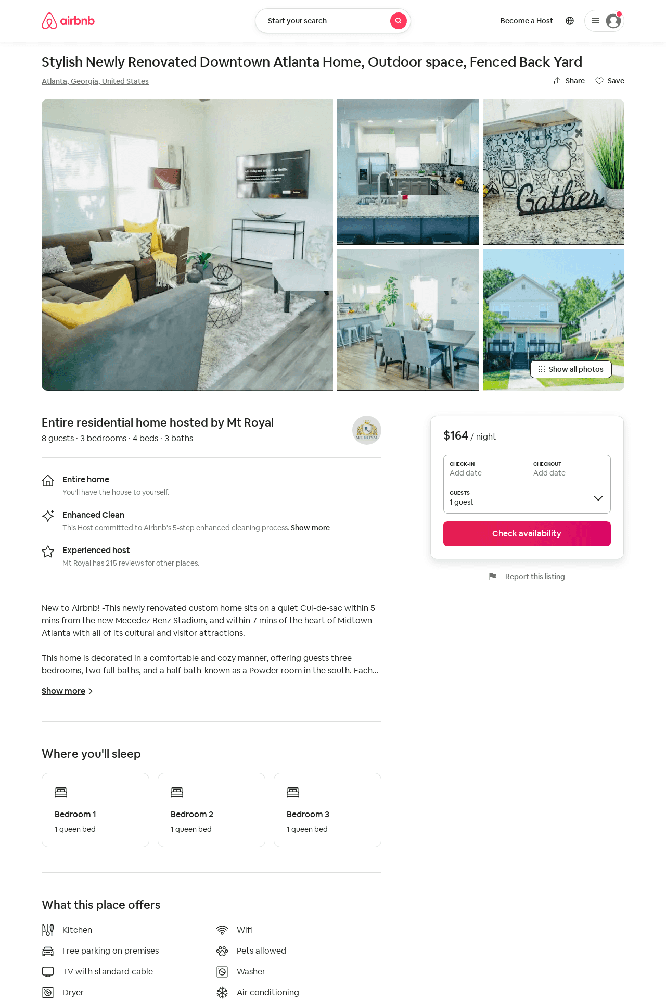 airbnb
Start your search
Become a Host
Stylish Newly Renovated Downtown Atlanta Home, Outdoor space, Fenced Back Yard
Atlanta, Georgia, United States
Share
Save
Gather
Show all photos
Entire residential home hosted by Mt Royal
8 guests · 3 bedrooms · 4 beds · 3 baths
MT. ROYAL
$164 / night
CHECK-IN
Add date
CHECKOUT
Add date
GUESTS
1 guest
Check availability
Report this listing
Entire home
You'll have the house to yourself.
Enhanced Clean
This Host committed to Airbnb's 5-step enhanced cleaning process. Show more
Experienced host
Mt Royal has 215 reviews for other places.
New to Airbnb! -This newly renovated custom home sits on a quiet Cul-de-sac within 5
mins from the new Mecedez Benz Stadium, and within 7 mins of the heart of Midtown
Atlanta with all of its cultural and visitor attractions.
This home is decorated in a comfortable and cozy manner, offering guests three
bedrooms, two full baths, and a half bath-known as a Powder room in the south. Each...
Show more
Where you'll sleep
Bedroom 1
1 queen bed
Bedroom 2
1 queen bed
Bedroom 3
1 queen bed
What this place offers
Kitchen
Wifi
Free parking on premises
Pets allowed
TV with standard cable
Washer
Dryer
Air conditioning